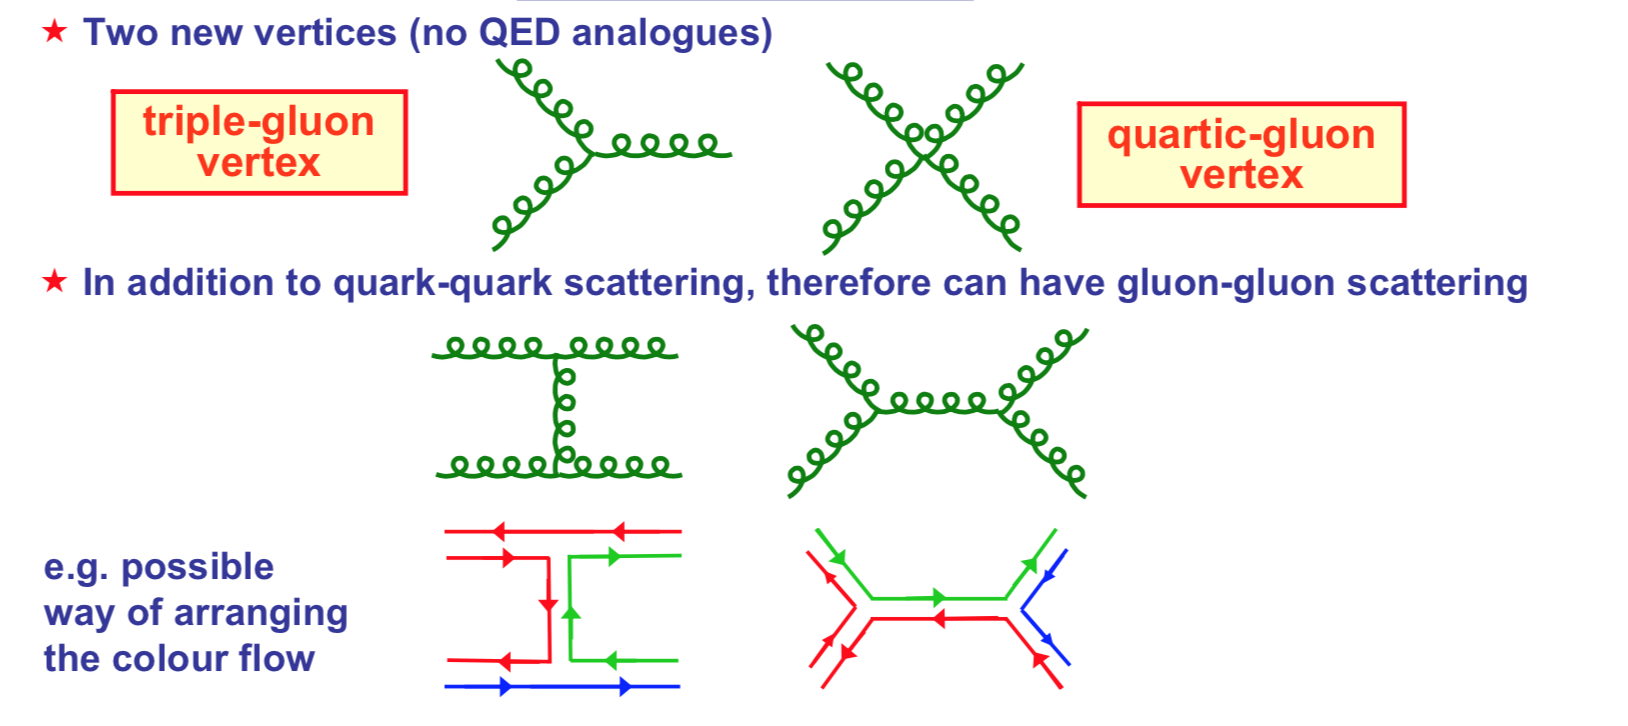 ★ Two new vertices (no QED analogues)
triple-gluon
vertex
quartic-gluon
vertex
★ In addition to quark-quark scattering, therefore can have gluon-gluon scattering
e.g. possible
way of arranging
the colour flow